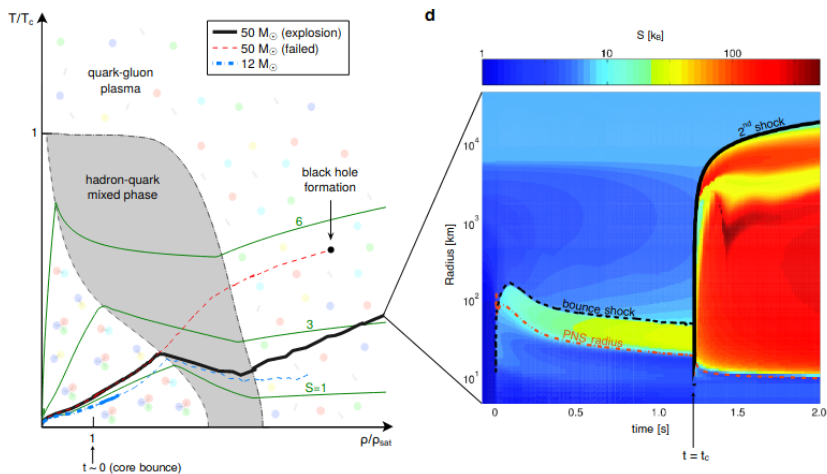 T/T_c
50 M_☉ (explosion)
50 M_☉ (failed)
12 M_☉
quark-gluon
plasma
1
hadron-quark
mixed phase
black hole
formation
6
3
S=1
1
ρ/ρ_sat
t ~ 0 (core bounce)
d
S [k_B]
1 10 100
2nd shock
10^4
10^3
10^2
10^1
Radius [km]
bounce shock
PNS radius
0 0.5 1.0 1.5 2.0
time [s]
t = t_c